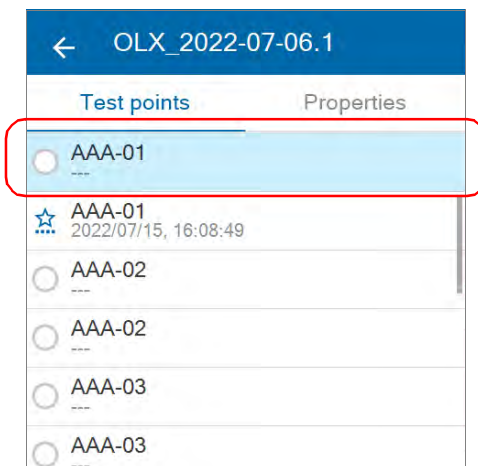 OLX_2022-07-06.1
Test points Properties
AAA-01
---
AAA-01
2022/07/15, 16:08:49
AAA-02
---
AAA-02
---
AAA-03
---
AAA-03
---